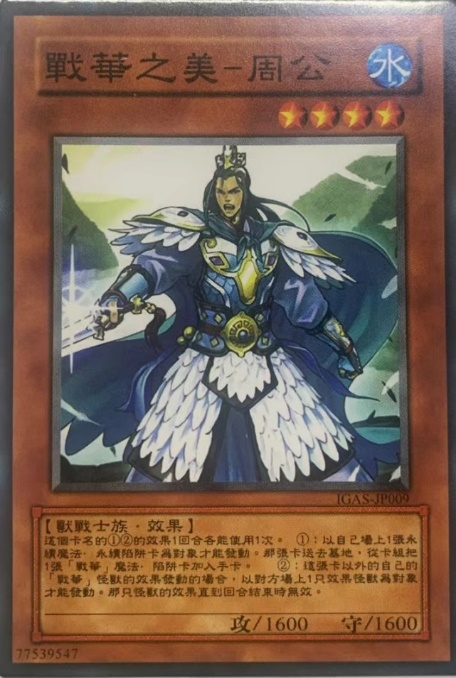 戰華之美-周公
水
IGAS-JP009
【獸戰士族・效果】
這個卡名的①②的效果1回合各能使用1次。 ①:以自己場上1張永
續魔法・永續陷阱卡為對象才能發動。那張卡送去墓地,從卡組把
1張「戰華」魔法・陷阱卡加入手卡。 ②:這張卡以外的自己的
「戰華」怪獸的效果發動的場合,以對方場上1只效果怪獸為對象
才能發動。那只怪獸的效果直到回合結束時無效。
攻/1600 守/1600
77539547